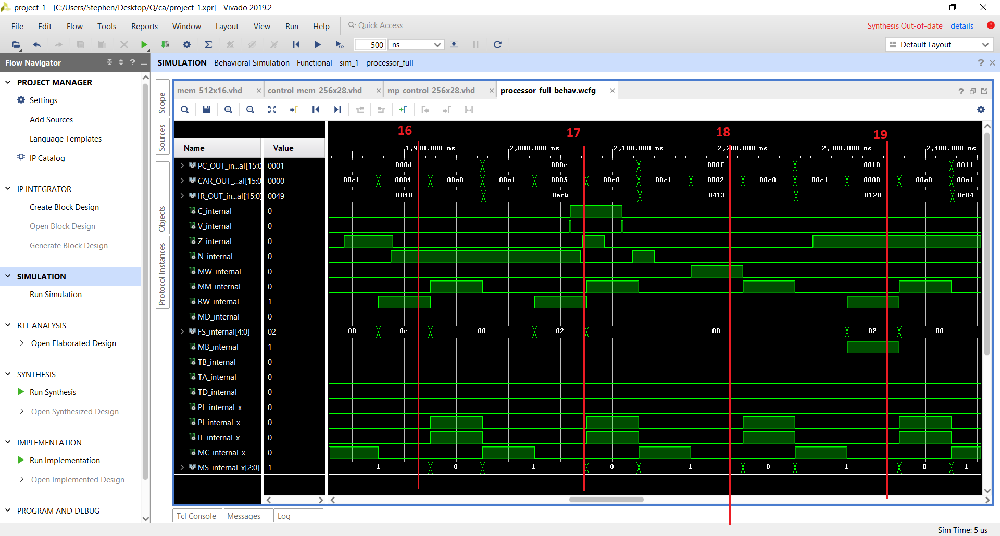 project_1 - [C:/Users/Stephen/Desktop/Q/ca/project_1.xpr] - Vivado 2019.2
File Edit Flow Tools Reports Window Layout View Run Help Quick Access
Synthesis Out-of-date details
500 ns
Default Layout
Flow Navigator
SIMULATION - Behavioral Simulation - Functional - sim_1 - processor_full
PROJECT MANAGER
Settings
Add Sources
Language Templates
IP Catalog
IP INTEGRATOR
Create Block Design
Open Block Design
Generate Block Design
SIMULATION
Run Simulation
RTL ANALYSIS
Open Elaborated Design
SYNTHESIS
Run Synthesis
Open Synthesized Design
IMPLEMENTATION
Run Implementation
Open Implemented Design
PROGRAM AND DEBUG
Scope
Sources
Objects
Protocol Instances
mem_512x16.vhd control_mem_256x28.vhd mp_control_256x28.vhd processor_full_behav.wcfg
16 17 18 19
Name Value
1,900.000 ns 2,000.000 ns 2,100.000 ns 2,200.000 ns 2,300.000 ns 2,400.000 ns
PC_OUT_in...al[15:0 0001 000d 000e 000f 0010 0011
CAR_OUT_...al[15:0 0000 00c1 0004 00c0 00c1 0005 00c0 00c1 0002 00c0 00c1 0000 00c0 00c1
IR_OUT_in...al[15:0] 0049 0848 0acb 0413 0120 0c04
C_internal 0
V_internal 0
Z_internal 0
N_internal 0
MW_internal 0
MM_internal 0
RW_internal 1
MD_internal 0
FS_internal[4:0] 02 00 0e 00 02 00 02 00
MB_internal 1
TB_internal 0
TA_internal 0
TD_internal 0
PL_internal_x 0
PI_internal_x 0
IL_internal_x 0
MC_internal_x 0
MS_internal_x[2:0] 1 1 0 1 0 1 0 1 0 1
Tcl Console Messages Log
Sim Time: 5 us